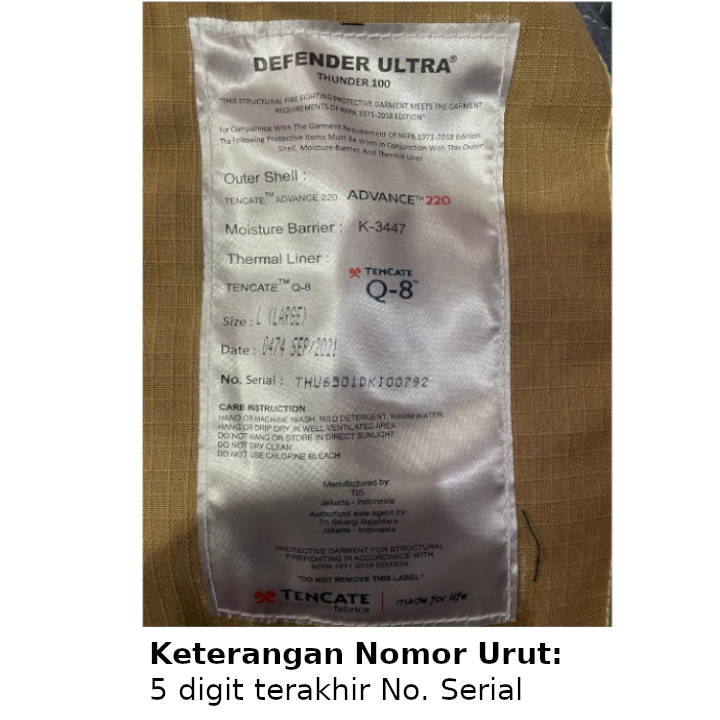 DEFENDER ULTRA®
THUNDER 100
"THIS STRUCTURAL FIRE FIGHTING PROTECTIVE GARMENT MEETS THE GARMENT
REQUIREMENTS OF NFPA 1971-2018 EDITION"
For Compliance With The Garment Requirement Of NFPA 1971-2018 Edition
The Following Protective Items Must Be Worn In Conjunction With This Outer
Shell, Moisture Barrier, And Thermal Liner
Outer Shell :
TENCATE™ ADVANCE 220 ADVANCE™220
Moisture Barrier : K-3447
Thermal Liner :
TENCATE
TENCATE™ Q-8 Q-8™
Size : L (LARGE)
Date : 0474 SEP/2021
No. Serial : THU6501DKI00792
CARE INSTRUCTION
HAND OR MACHINE WASH, MILD DETERGENT, WARM WATER
HANG OR DRIP DRY IN WELL VENTILATED AREA
DO NOT HANG OR STORE IN DIRECT SUNLIGHT
DO NOT DRY CLEAN
DO NOT USE CHLORINE BLEACH
Manufactured by:
Jakarta - Indonesia
Authorized sole agent by:
Tri Sinergi Sejahtera
Jakarta - Indonesia
PROTECTIVE GARMENT FOR STRUCTURAL
FIREFIGHTING IN ACCORDANCE WITH
NFPA 1971-2018 EDITION
"DO NOT REMOVE THIS LABEL"
TENCATE made for life
fabrics
Keterangan Nomor Urut:
5 digit terakhir No. Serial